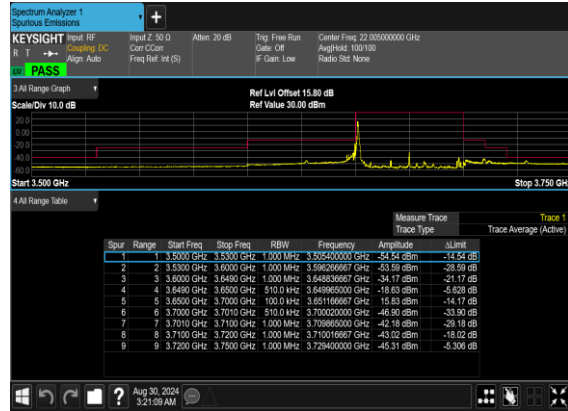 Spectrum Analyzer 1
Spurious Emissions
KEYSIGHT Input: RF Input Z: 50 Ω Atten: 20 dB Trig: Free Run Center Freq: 22.005000000 GHz
R T Coupling: DC Corr CCorr Gate: Off Avg|Hold: 100/100
Align: Auto Freq Ref: Int (S) IF Gain: Low Radio Std: None
PASS
3 All Range Graph
Ref Lvl Offset 15.80 dB
Scale/Div 10.0 dB Ref Value 30.00 dBm
20.0
0.00
-20.0
-40.0
-60.0
Start 3.500 GHz Stop 3.750 GHz
4 All Range Table
Measure Trace Trace 1
Trace Type Trace Average (Active)
Spur Range Start Freq Stop Freq RBW Frequency Amplitude ΔLimit
1 1 3.5000 GHz 3.5300 GHz 1.000 MHz 3.505400000 GHz -54.54 dBm -14.54 dB
2 2 3.5300 GHz 3.6000 GHz 1.000 MHz 3.596266667 GHz -53.59 dBm -28.59 dB
3 3 3.6000 GHz 3.6490 GHz 1.000 MHz 3.648836667 GHz -34.17 dBm -21.17 dB
4 4 3.6490 GHz 3.6500 GHz 510.0 kHz 3.649965000 GHz -18.63 dBm -5.628 dB
5 5 3.6500 GHz 3.7000 GHz 100.0 kHz 3.651166667 GHz 15.83 dBm -14.17 dB
6 6 3.7000 GHz 3.7010 GHz 510.0 kHz 3.700020000 GHz -46.90 dBm -33.90 dB
7 7 3.7010 GHz 3.7100 GHz 1.000 MHz 3.709865000 GHz -42.18 dBm -29.18 dB
8 8 3.7100 GHz 3.7200 GHz 1.000 MHz 3.710016667 GHz -43.02 dBm -18.02 dB
9 9 3.7200 GHz 3.7500 GHz 1.000 MHz 3.729400000 GHz -45.31 dBm -5.306 dB
? Aug 30, 2024
3:21:09 AM